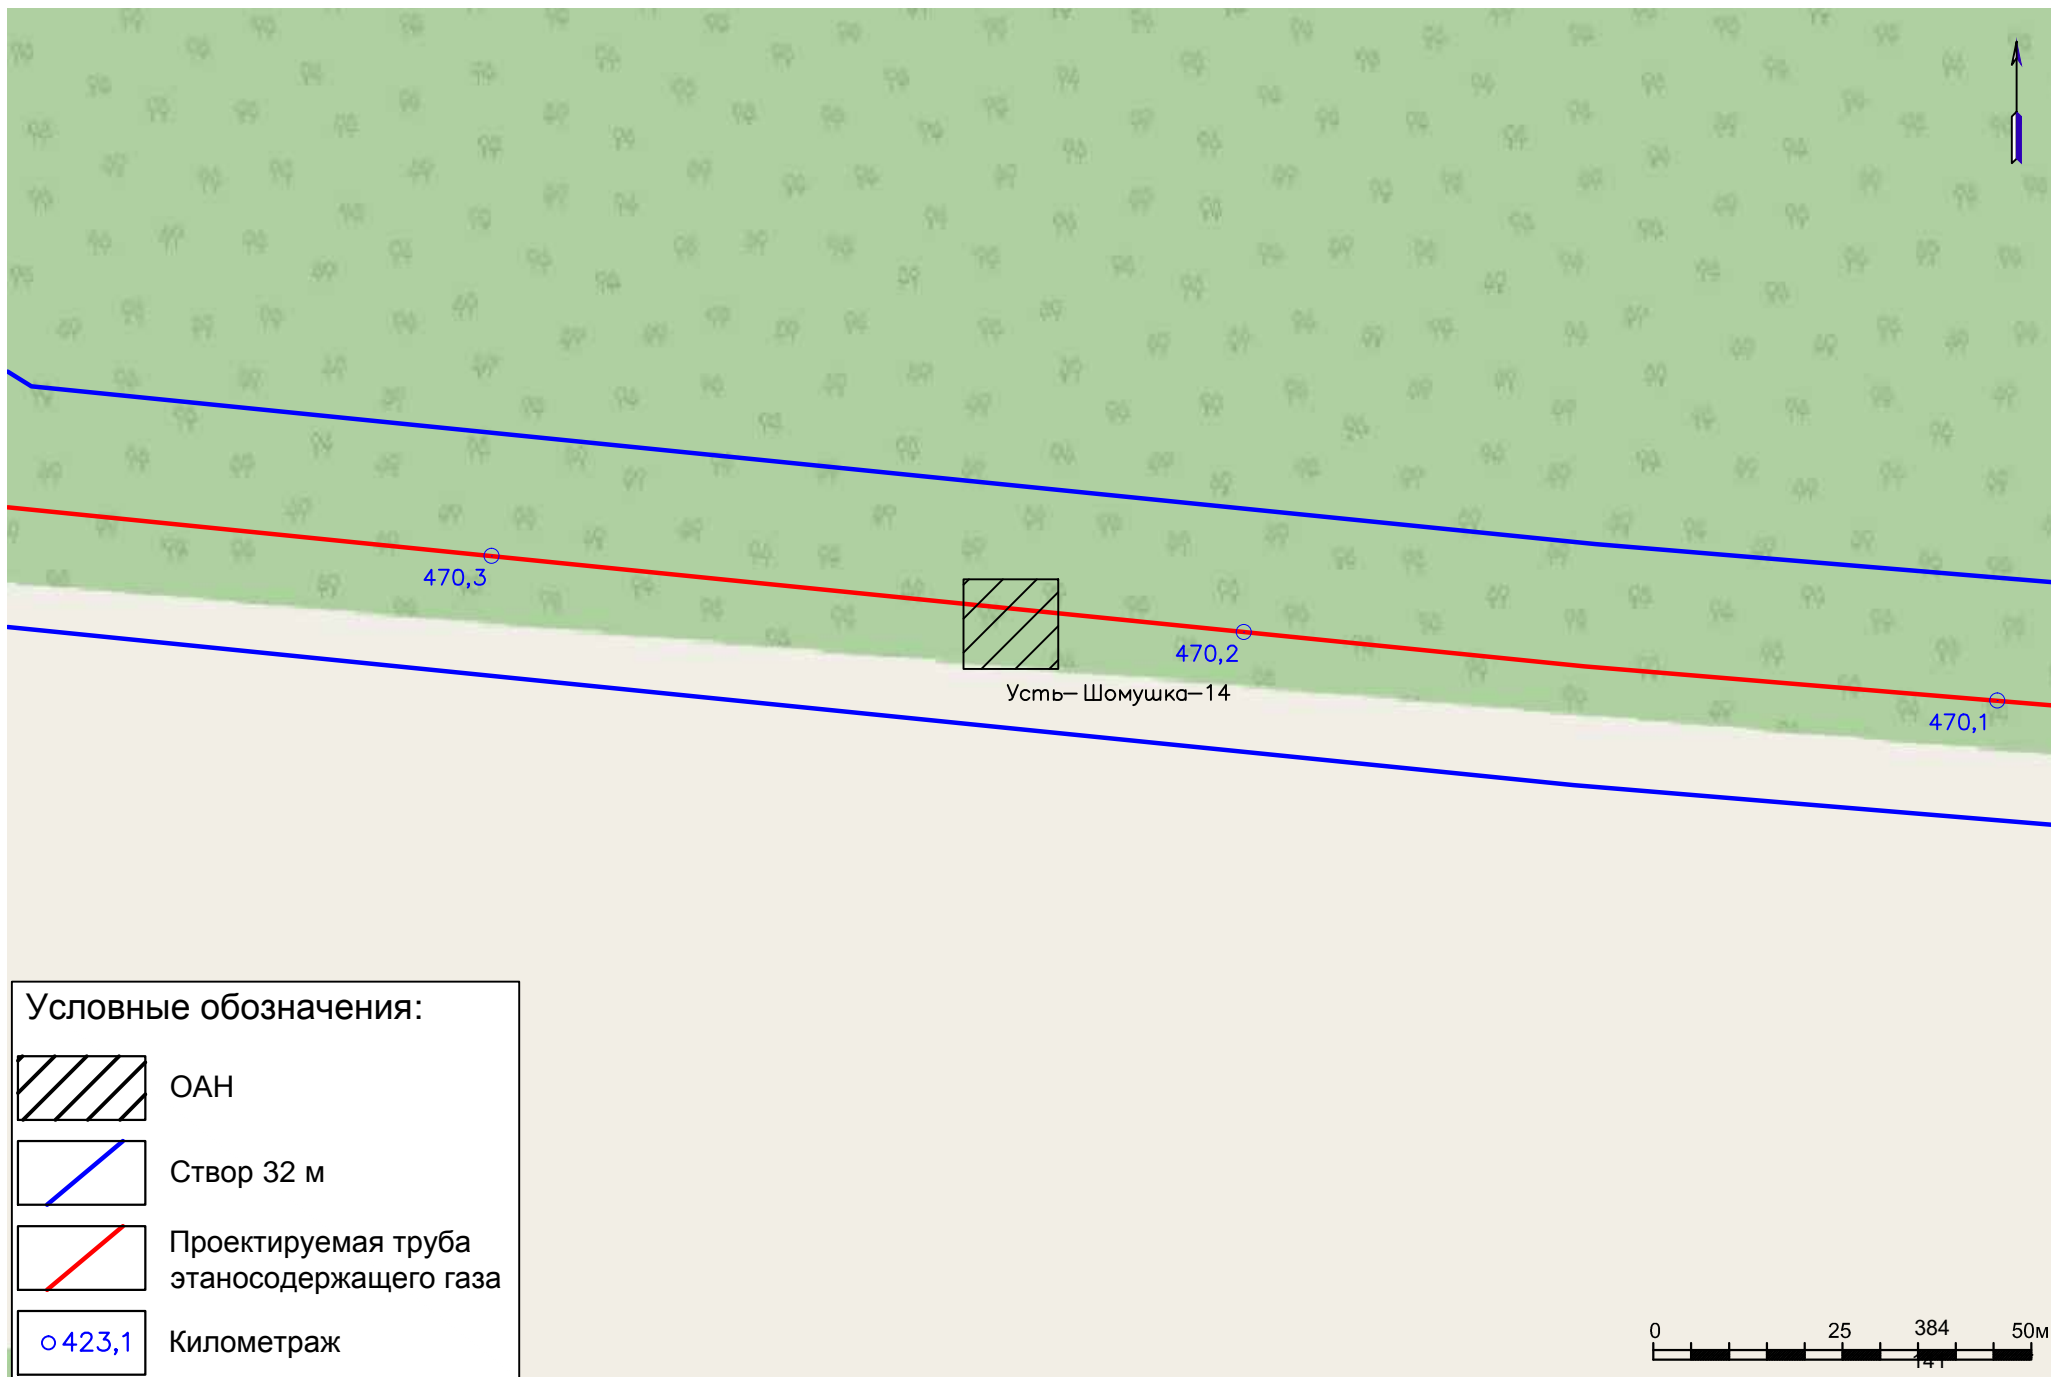 470,3
470,2
Усть-Шомушка-14
470,1
Условные обозначения:
ОАН
Створ 32 м
Проектируемая труба
этаносодержащего газа
423,1 Километраж
0 25 384 50м
141